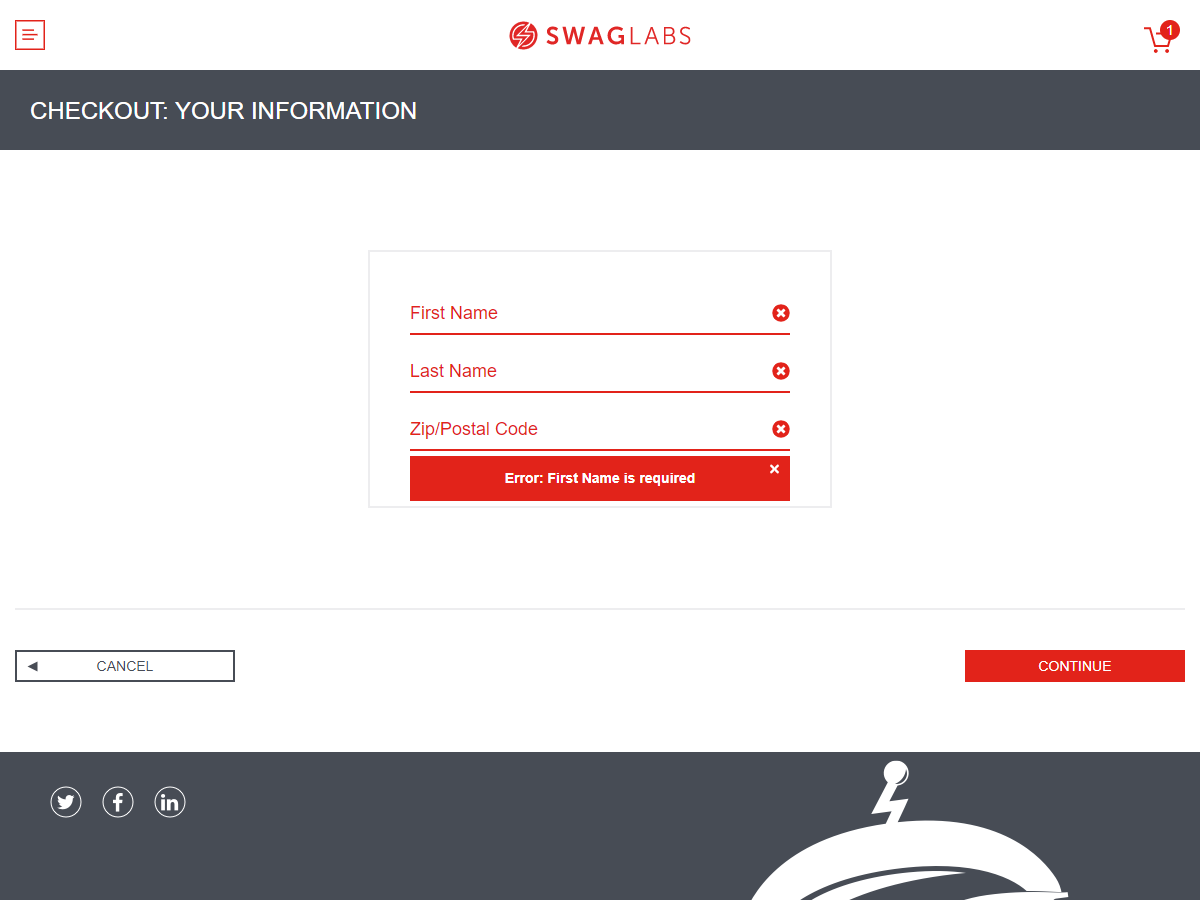 SWAGLABS
1
CHECKOUT: YOUR INFORMATION
First Name
Last Name
Zip/Postal Code
Error: First Name is required
CANCEL
CONTINUE